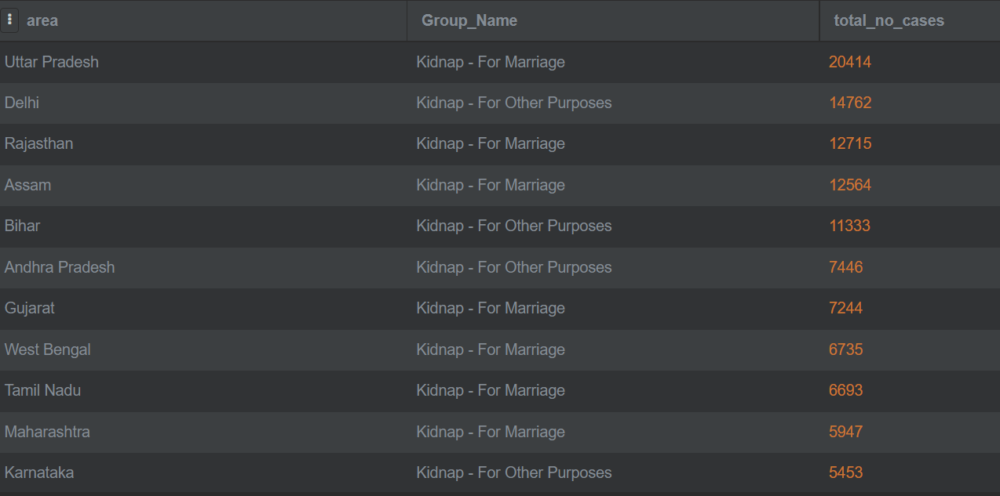 area Group_Name total_no_cases
Uttar Pradesh Kidnap - For Marriage 20414
Delhi Kidnap - For Other Purposes 14762
Rajasthan Kidnap - For Marriage 12715
Assam Kidnap - For Marriage 12564
Bihar Kidnap - For Other Purposes 11333
Andhra Pradesh Kidnap - For Other Purposes 7446
Gujarat Kidnap - For Marriage 7244
West Bengal Kidnap - For Marriage 6735
Tamil Nadu Kidnap - For Marriage 6693
Maharashtra Kidnap - For Marriage 5947
Karnataka Kidnap - For Other Purposes 5453